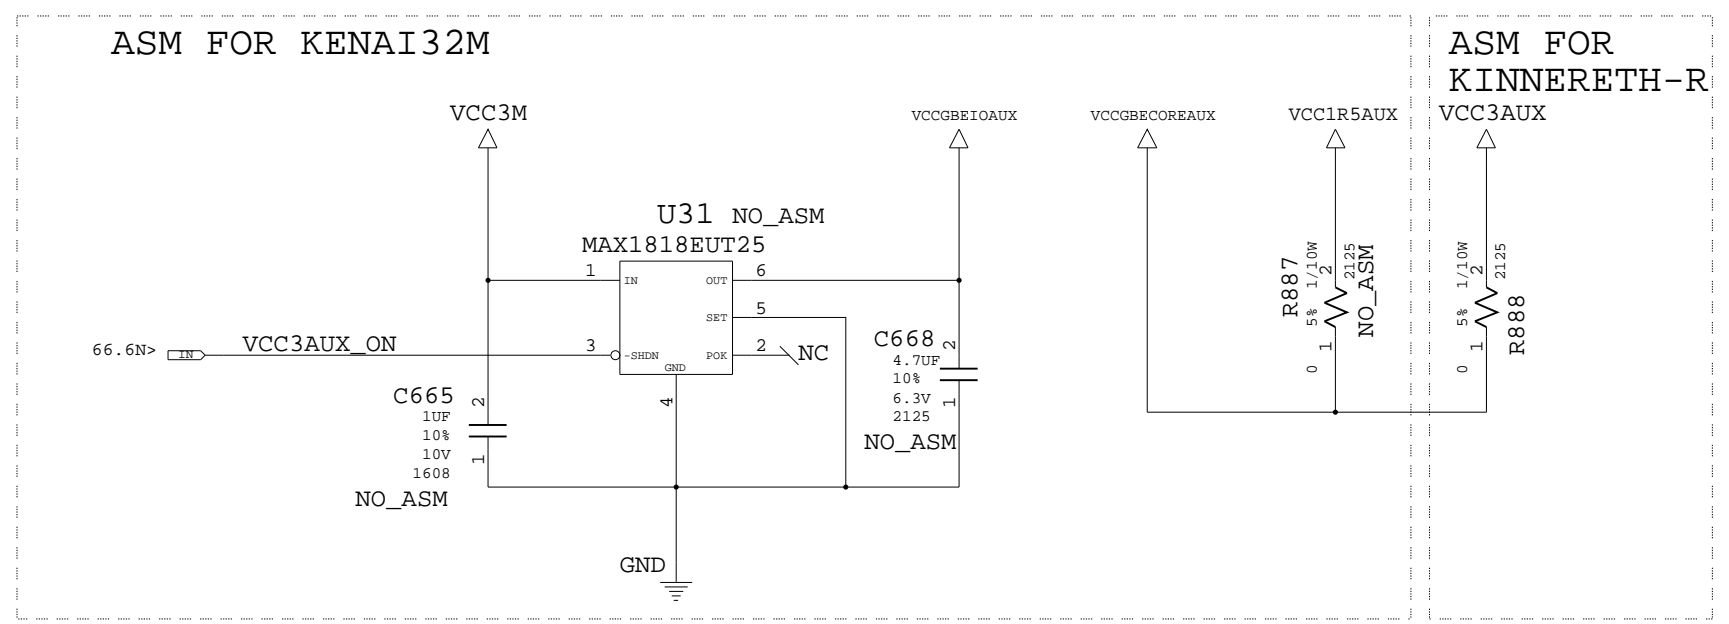 ASM FOR KENAI32M
ASM FOR
KINNERETH-R
VCC3M
VCCGBEIOAUX
VCCGBECOREAUX
VCC1R5AUX
VCC3AUX
U31 NO_ASM
MAX1818EUT25
1
IN
OUT
6
SET
5
66.6N>
IN
VCC3AUX_ON
3
-SHDN
POK
2
NC
GND
4
C665
1UF
10%
10V
1608
NO_ASM
2
1
C668
4.7UF
10%
6.3V
2125
NO_ASM
2
1
R887
0 5% 1/10W
1 2
2125
NO_ASM
0 5% 1/10W
1 2
2125
R888
GND